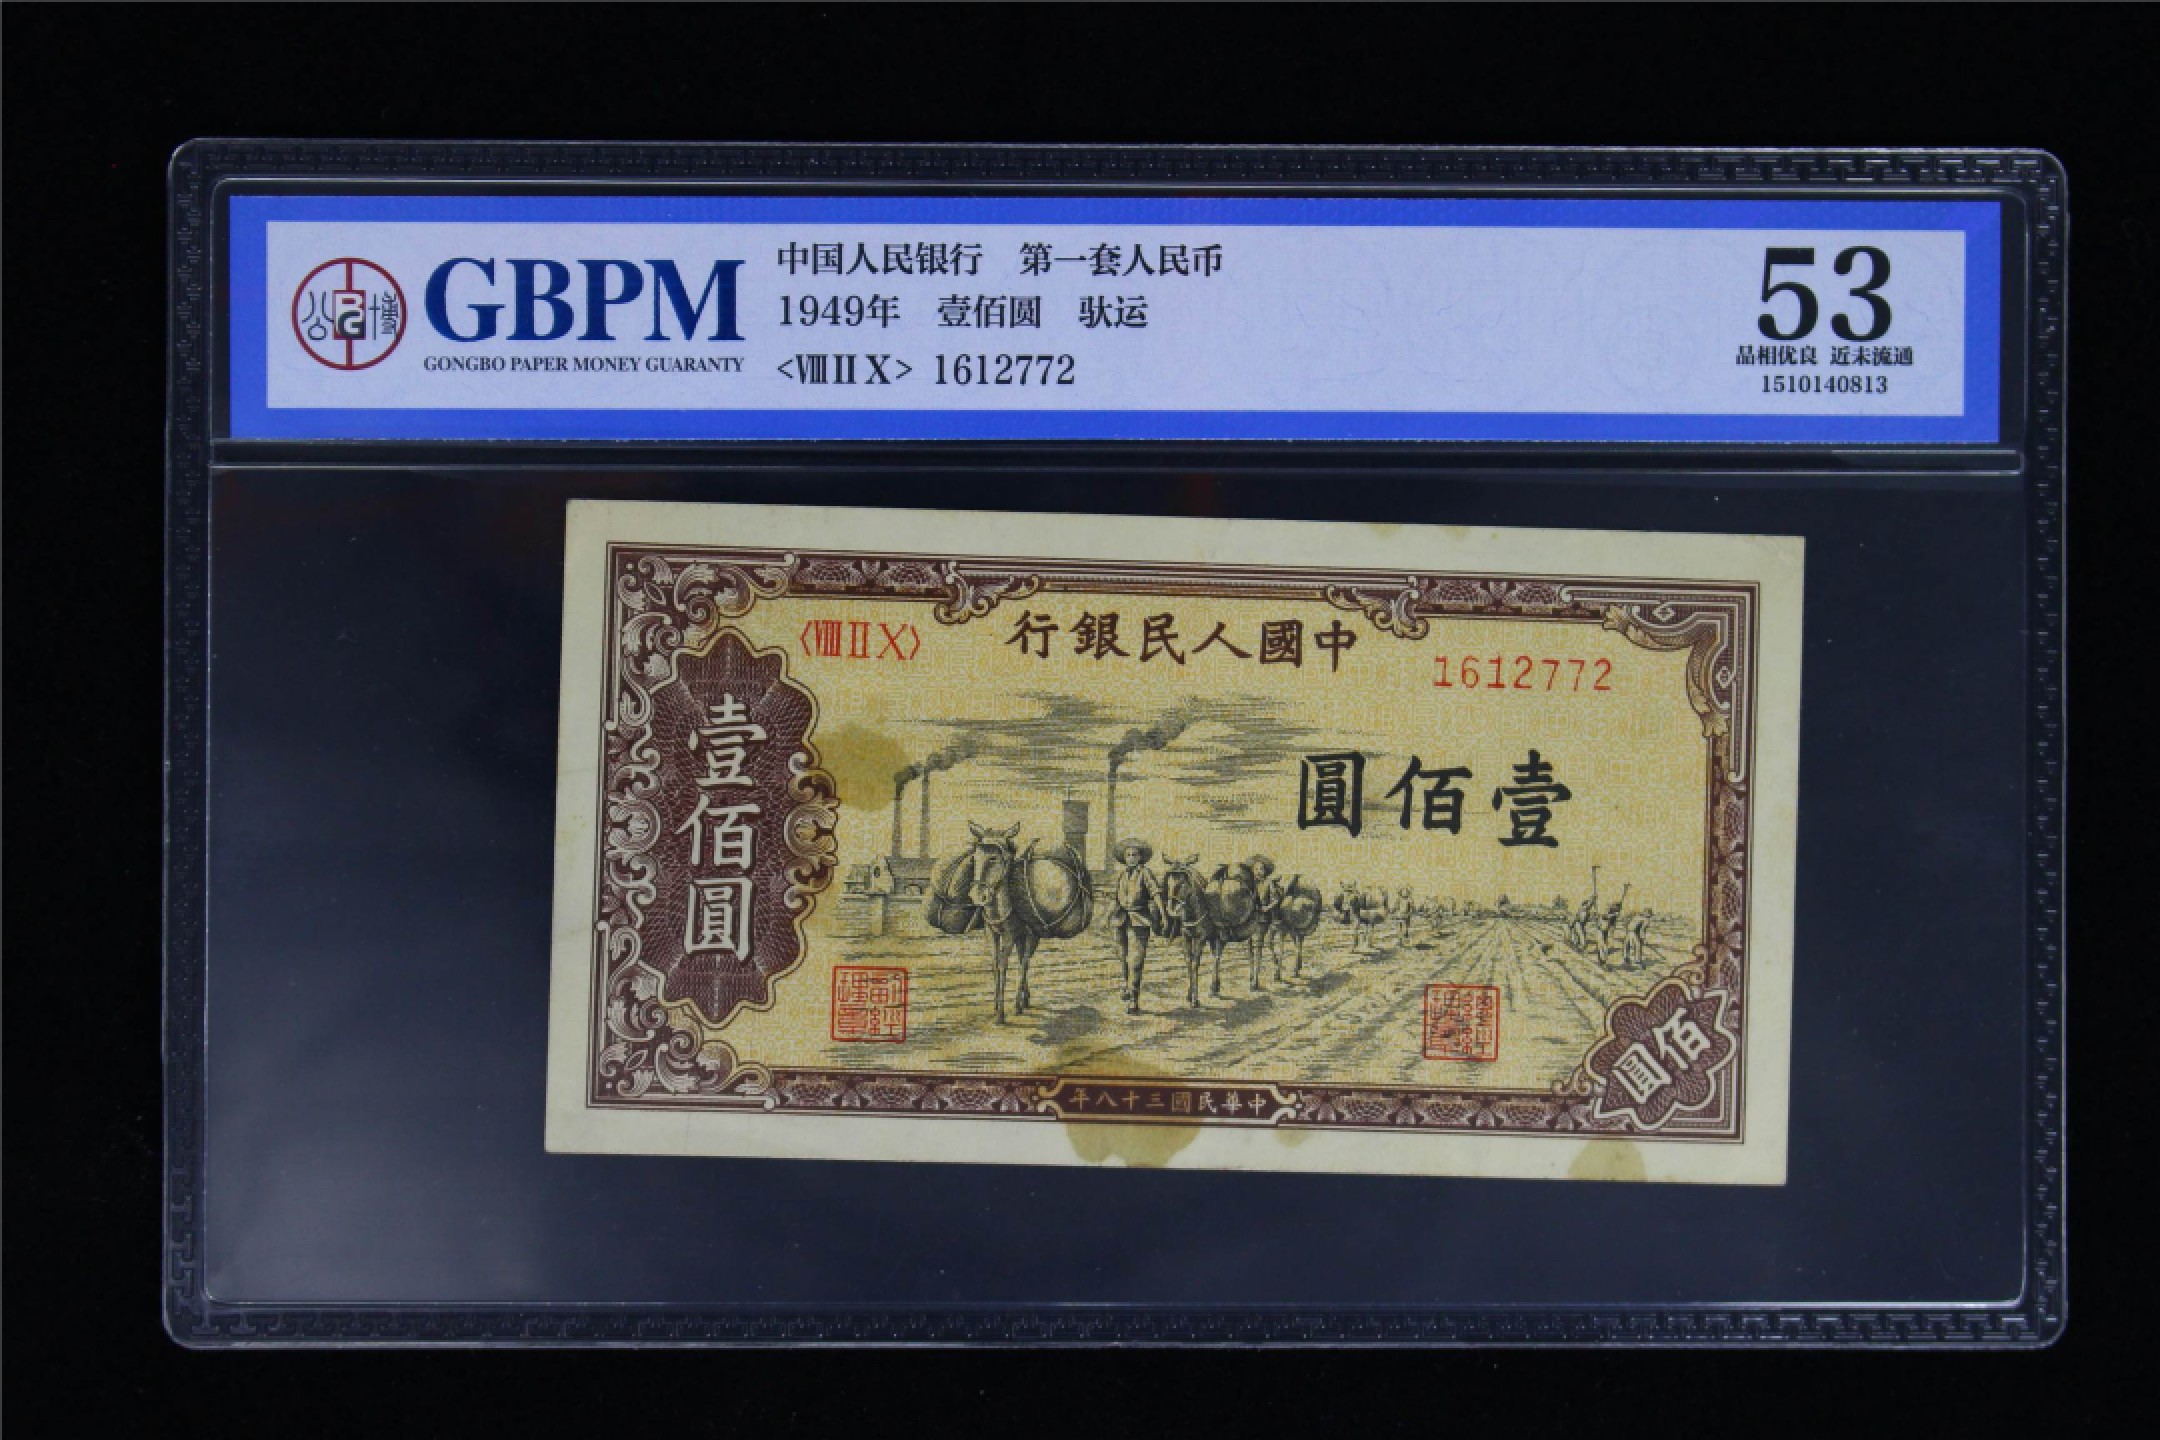 GBPM
GONGBO PAPER MONEY GUARANTY
公博
中国人民银行 第一套人民币
1949年 壹佰圆 驮运
<ⅧⅡⅩ> 1612772
53
品相优良 近未流通
1510140813
<ⅧⅡⅩ>
行銀民人國中
1612772
壹佰圓
圓佰壹
年八十三國民華中
佰圓